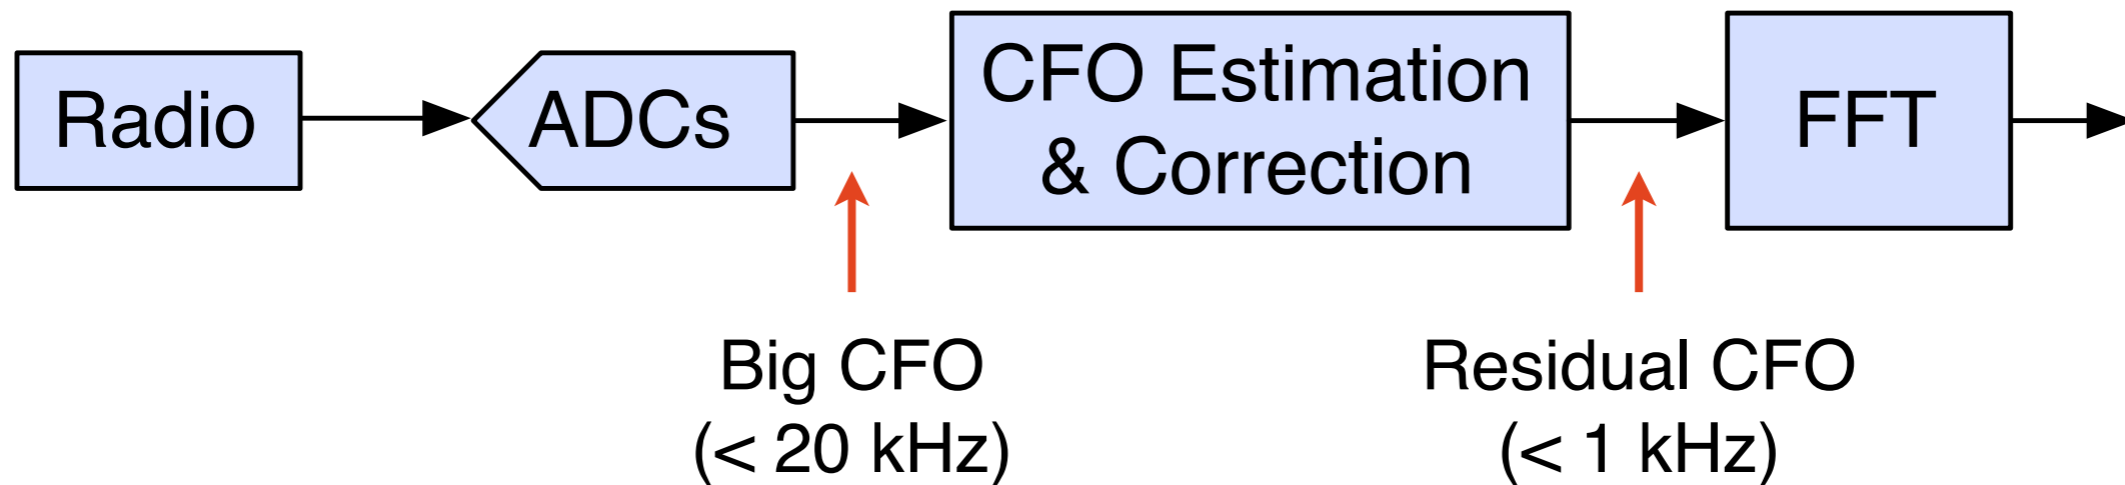 Radio
ADCs
CFO Estimation
& Correction
FFT
Big CFO
(< 20 kHz)
Residual CFO
(< 1 kHz)